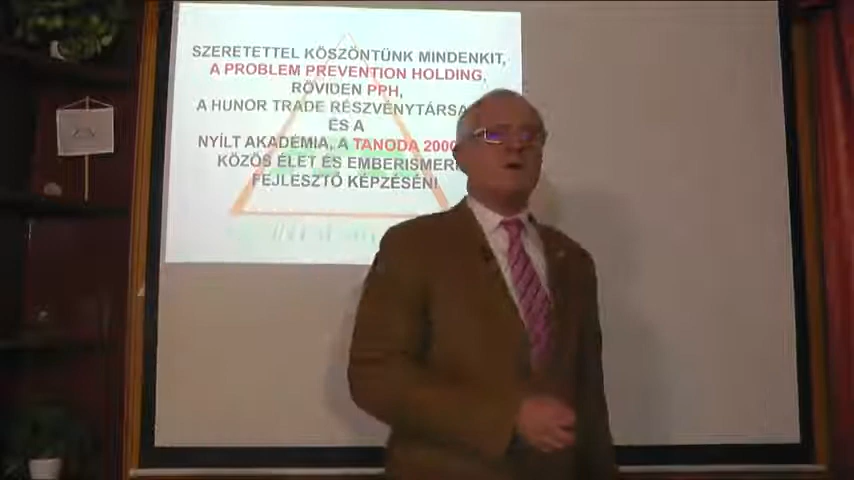 SZERETETTEL KÖSZÖNTÜNK MINDENKIT,
A PROBLEM PREVENTION HOLDING,
RÖVIDEN PPH,
A HUNOR TRADE RÉSZVÉNYTÁRSA
ÉS A
NYÍLT AKADÉMIA, A TANODA 2000
KÖZÖS ÉLET ÉS EMBERISMER
FEJLESZTŐ KÉPZÉSÉN!